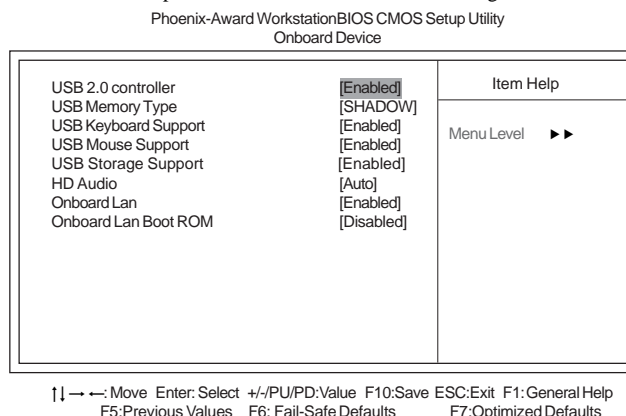 Phoenix-Award WorkstationBIOS CMOS Setup Utility
Onboard Device
USB 2.0 controller [Enabled]
USB Memory Type [SHADOW]
USB Keyboard Support [Enabled]
USB Mouse Support [Enabled]
USB Storage Support [Enabled]
HD Audio [Auto]
Onboard Lan [Enabled]
Onboard Lan Boot ROM [Disabled]
Item Help
Menu Level ►►
↑↓→ ←: Move Enter: Select +/-/PU/PD:Value F10:Save ESC:Exit F1: General Help
F5:Previous Values F6: Fail-Safe Defaults F7:Optimized Defaults